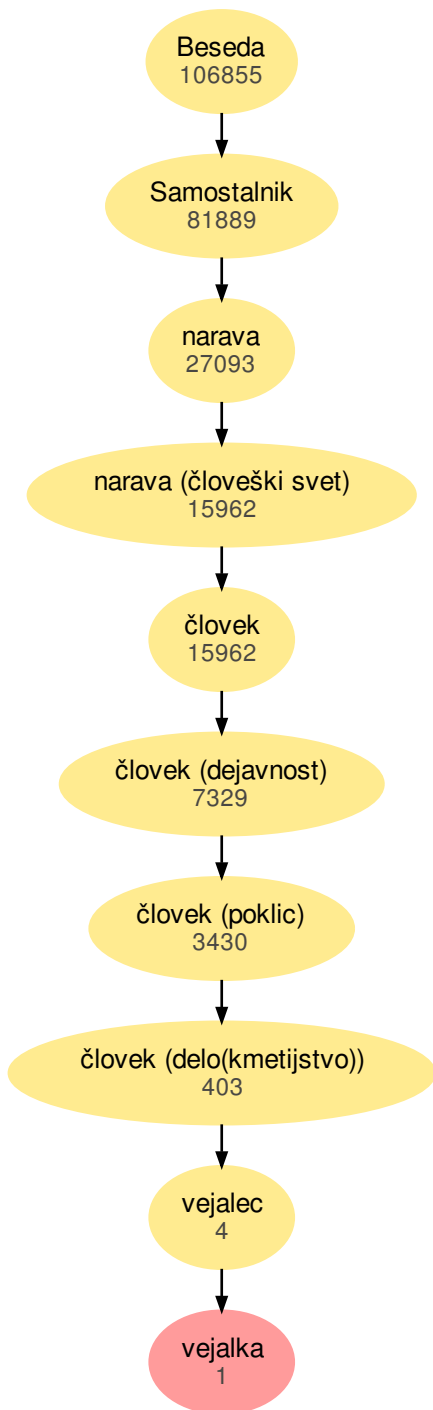 Beseda
106855
Samostalnik
81889
narava
27093
narava (človeški svet)
15962
človek
15962
človek (dejavnost)
7329
človek (poklic)
3430
človek (delo(kmetijstvo))
403
vejalec
4
vejalka
1